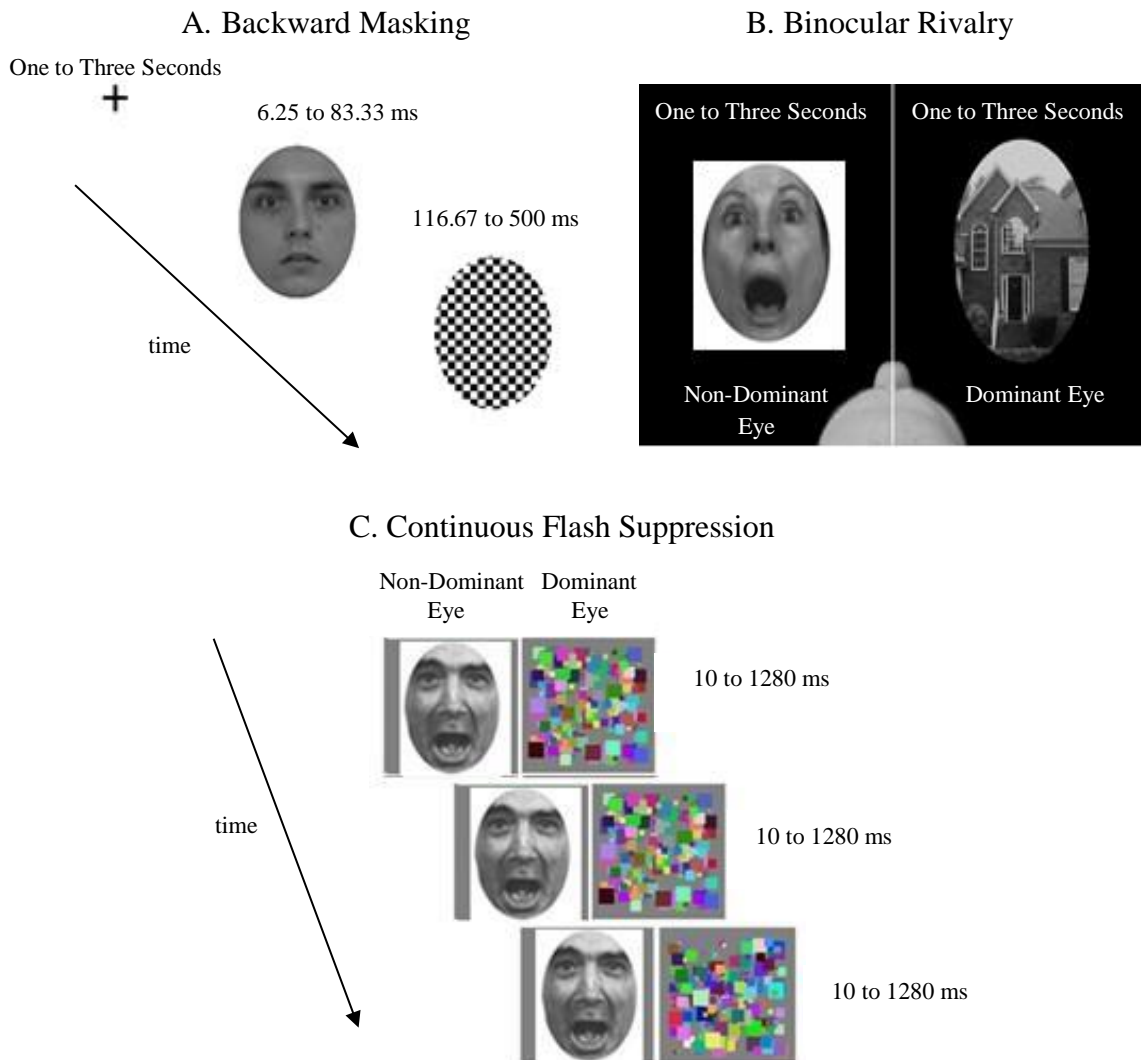 A. Backward Masking
One to Three Seconds
6.25 to 83.33 ms
116.67 to 500 ms
time
B. Binocular Rivalry
One to Three Seconds
One to Three Seconds
Non-Dominant
Eye
Dominant Eye
C. Continuous Flash Suppression
Non-Dominant
Eye
Dominant
Eye
10 to 1280 ms
time
10 to 1280 ms
10 to 1280 ms